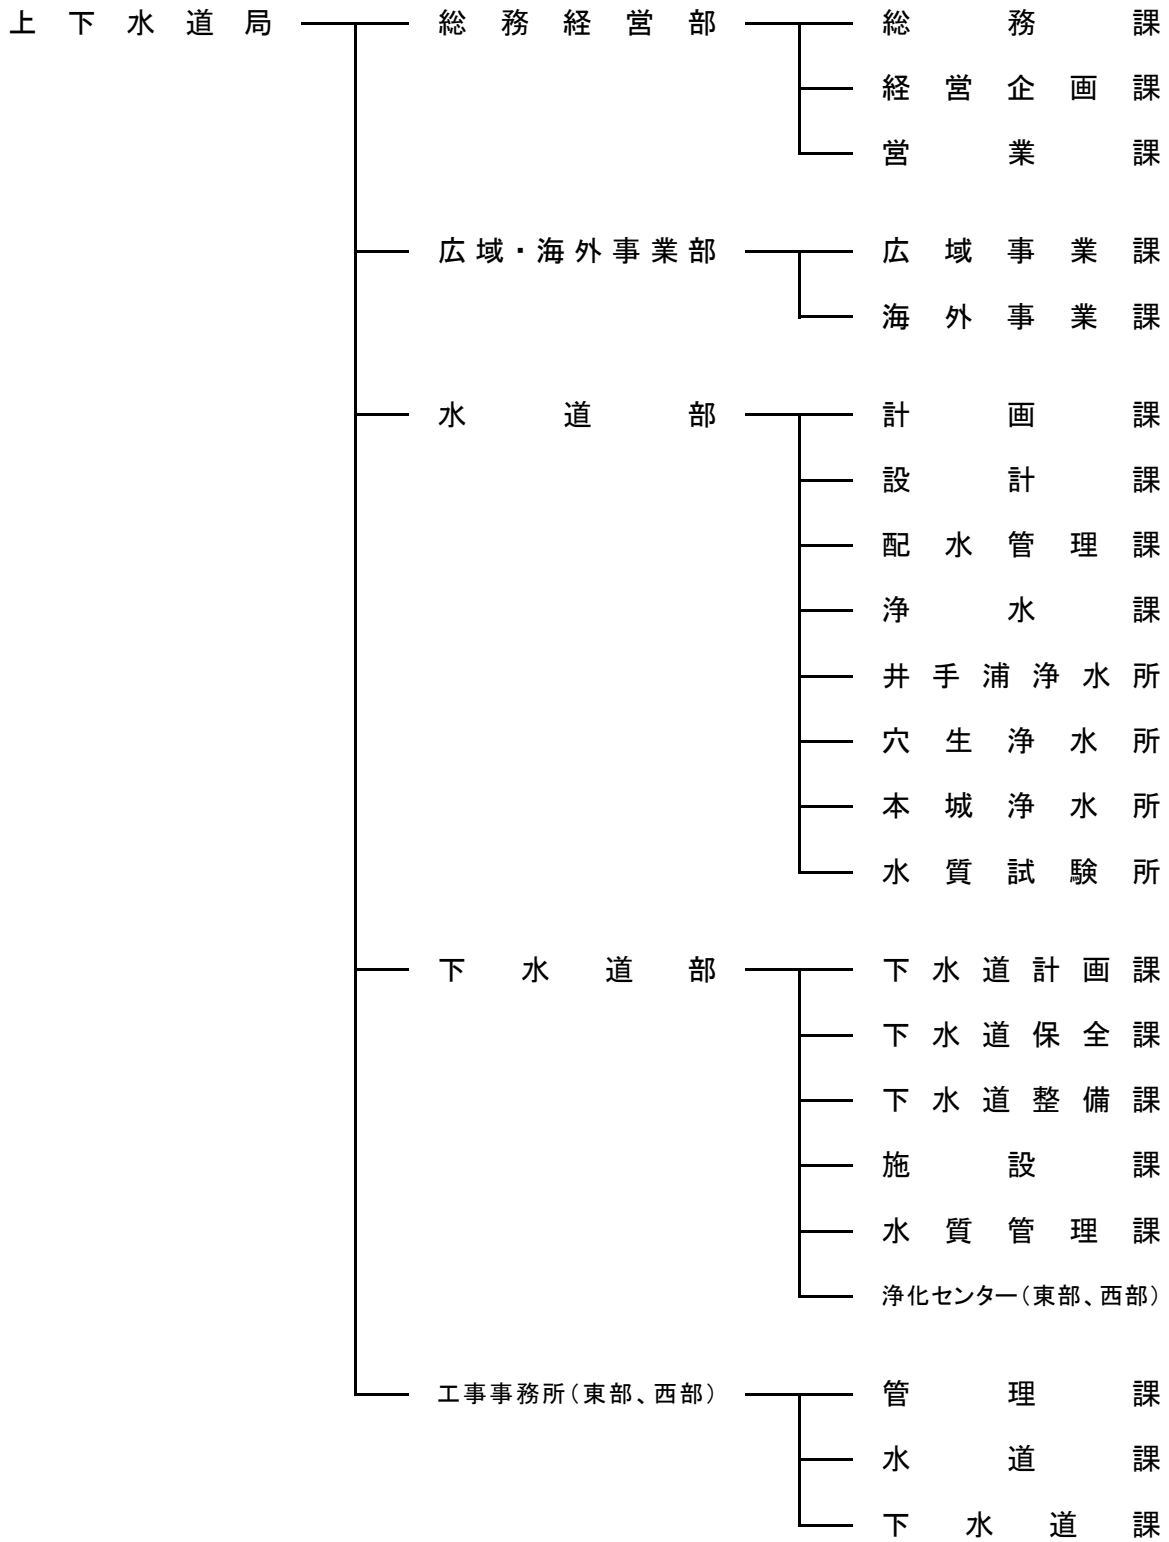 上下水道局 総務経営部 総務課
経営企画課
営業課
広域・海外事業部 広域事業課
海外事業課
水道部 計画課
設計課
配水管理課
浄水課
井手浦浄水所
穴生浄水所
本城浄水所
水質試験所
下水道部 下水道計画課
下水道保全課
下水道整備課
施設課
水質管理課
浄化センター（東部、西部）
工事事務所（東部、西部） 管理課
水道課
下水道課